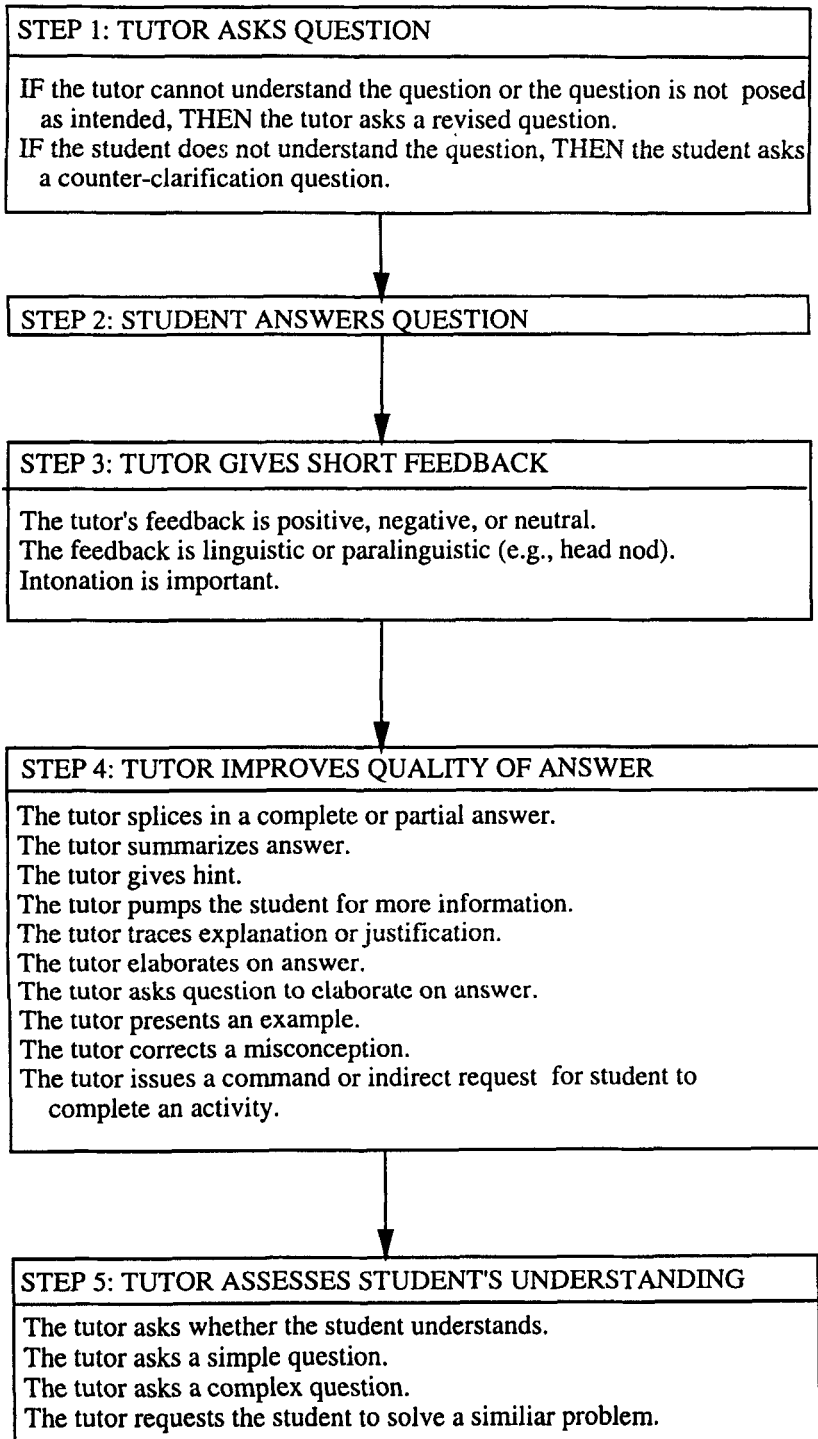 STEP 1: TUTOR ASKS QUESTION
IF the tutor cannot understand the question or the question is not posed
as intended, THEN the tutor asks a revised question.
IF the student does not understand the question, THEN the student asks
a counter-clarification question.
STEP 2: STUDENT ANSWERS QUESTION
STEP 3: TUTOR GIVES SHORT FEEDBACK
The tutor's feedback is positive, negative, or neutral.
The feedback is linguistic or paralinguistic (e.g., head nod).
Intonation is important.
STEP 4: TUTOR IMPROVES QUALITY OF ANSWER
The tutor splices in a complete or partial answer.
The tutor summarizes answer.
The tutor gives hint.
The tutor pumps the student for more information.
The tutor traces explanation or justification.
The tutor elaborates on answer.
The tutor asks question to elaborate on answer.
The tutor presents an example.
The tutor corrects a misconception.
The tutor issues a command or indirect request for student to
complete an activity.
STEP 5: TUTOR ASSESSES STUDENT'S UNDERSTANDING
The tutor asks whether the student understands.
The tutor asks a simple question.
The tutor asks a complex question.
The tutor requests the student to solve a similiar problem.